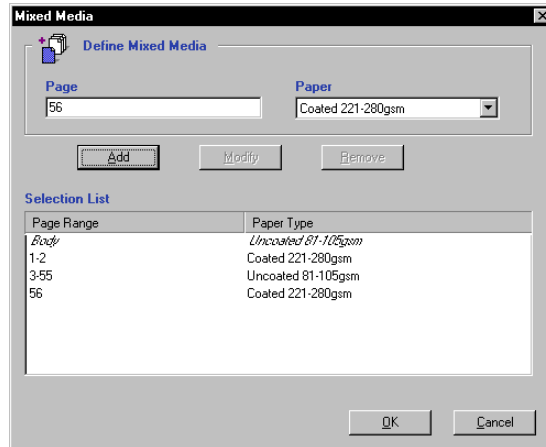 Mixed Media
Define Mixed Media
Page Paper
56 Coated 221-280gsm
Add Modify Remove
Selection List
Page Range Paper Type
Body Uncoated 81-105gsm
1-2 Coated 221-280gsm
3-55 Uncoated 81-105gsm
56 Coated 221-280gsm
OK Cancel